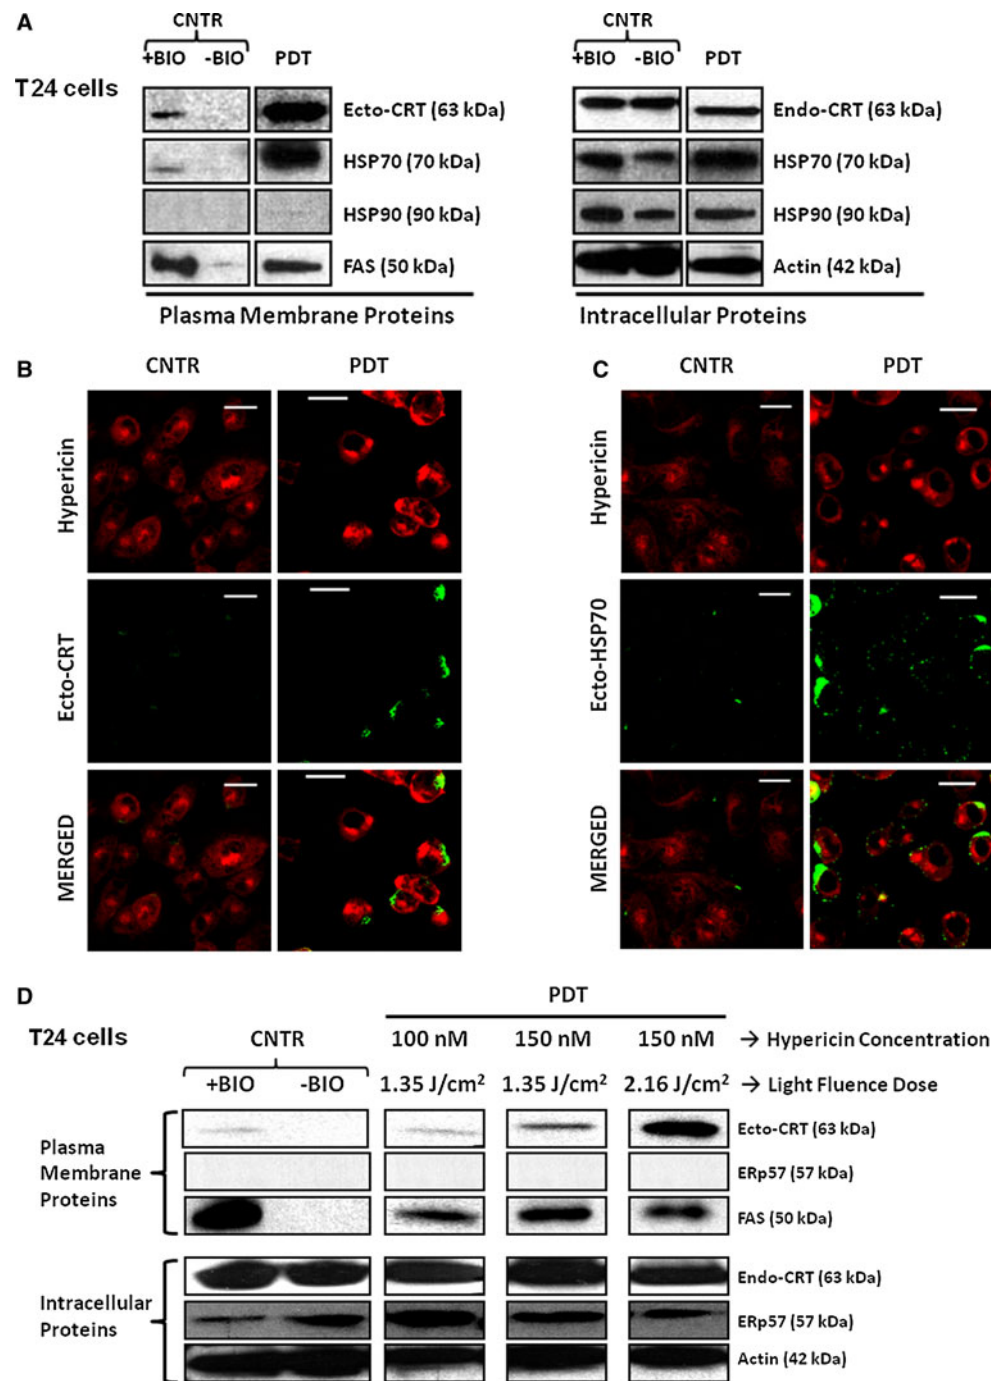 A
CNTR
+BIO -BIO PDT
T24 cells
Ecto-CRT (63 kDa)
HSP70 (70 kDa)
HSP90 (90 kDa)
FAS (50 kDa)
Plasma Membrane Proteins
CNTR
+BIO -BIO PDT
Endo-CRT (63 kDa)
HSP70 (70 kDa)
HSP90 (90 kDa)
Actin (42 kDa)
Intracellular Proteins
B
CNTR PDT
Hypericin
Ecto-CRT
MERGED
C
CNTR PDT
Hypericin
Ecto-HSP70
MERGED
D
PDT
T24 cells
CNTR 100 nM 150 nM 150 nM → Hypericin Concentration
+BIO -BIO 1.35 J/cm² 1.35 J/cm² 2.16 J/cm² → Light Fluence Dose
Plasma
Membrane
Proteins
Ecto-CRT (63 kDa)
ERp57 (57 kDa)
FAS (50 kDa)
Intracellular
Proteins
Endo-CRT (63 kDa)
ERp57 (57 kDa)
Actin (42 kDa)